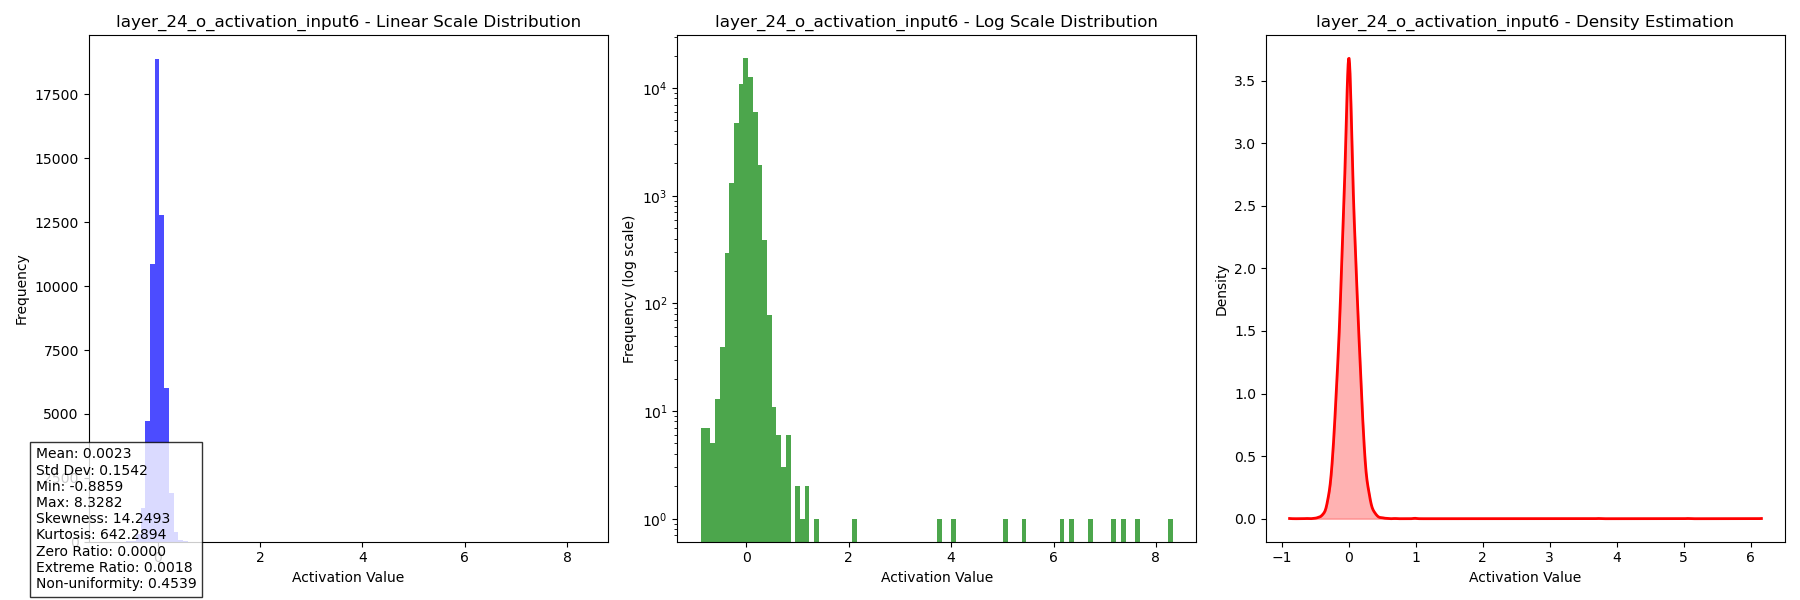 layer_24_o_activation_input6 - Linear Scale Distribution
layer_24_o_activation_input6 - Log Scale Distribution
layer_24_o_activation_input6 - Density Estimation
17500
15000
12500
10000
7500
5000
2500
0
Frequency
0
2
4
6
8
Activation Value
Mean: 0.0023
Std Dev: 0.1542
Min: -0.8859
Max: 8.3282
Skewness: 14.2493
Kurtosis: 642.2894
Zero Ratio: 0.0000
Extreme Ratio: 0.0018
Non-uniformity: 0.4539
10^4
10^3
10^2
10^1
10^0
Frequency (log scale)
0
2
4
6
8
Activation Value
3.5
3.0
2.5
2.0
1.5
1.0
0.5
0.0
Density
−1
0
1
2
3
4
5
6
Activation Value